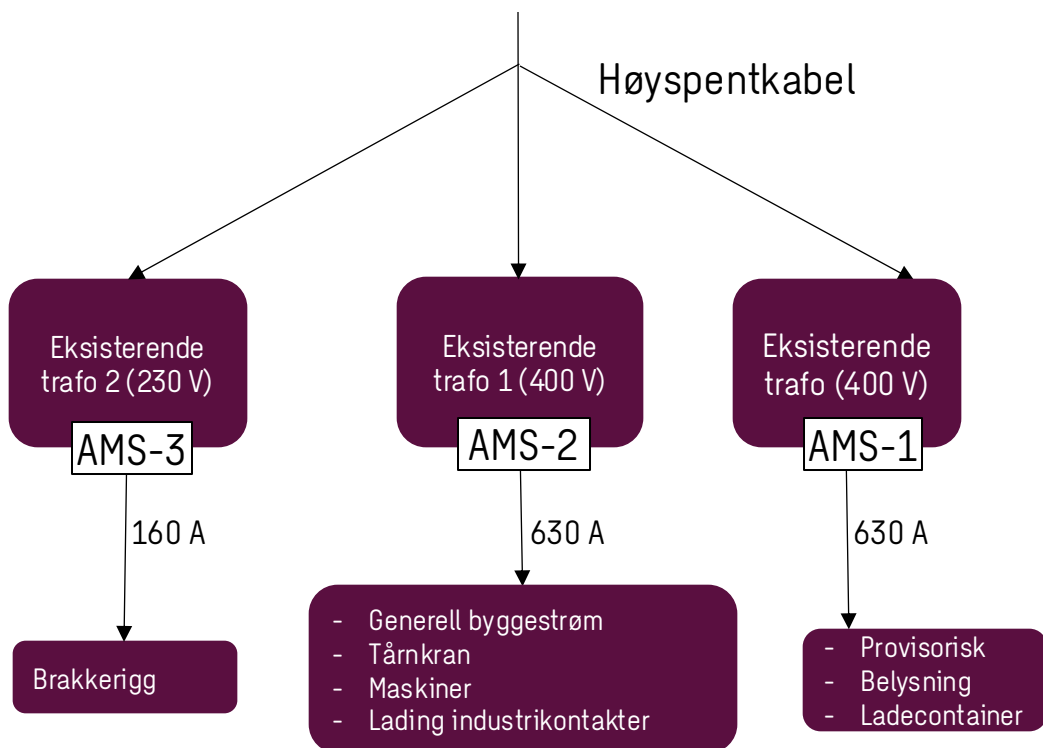 Høyspentkabel
Eksisterende
trafo 2 (230 V)
AMS-3
Eksisterende
trafo 1 (400 V)
AMS-2
Eksisterende
trafo (400 V)
AMS-1
160 A
630 A
630 A
Brakkerigg
- Generell byggestrøm
- Tårnkran
- Maskiner
- Lading industrikontakter
- Provisorisk
- Belysning
- Ladecontainer